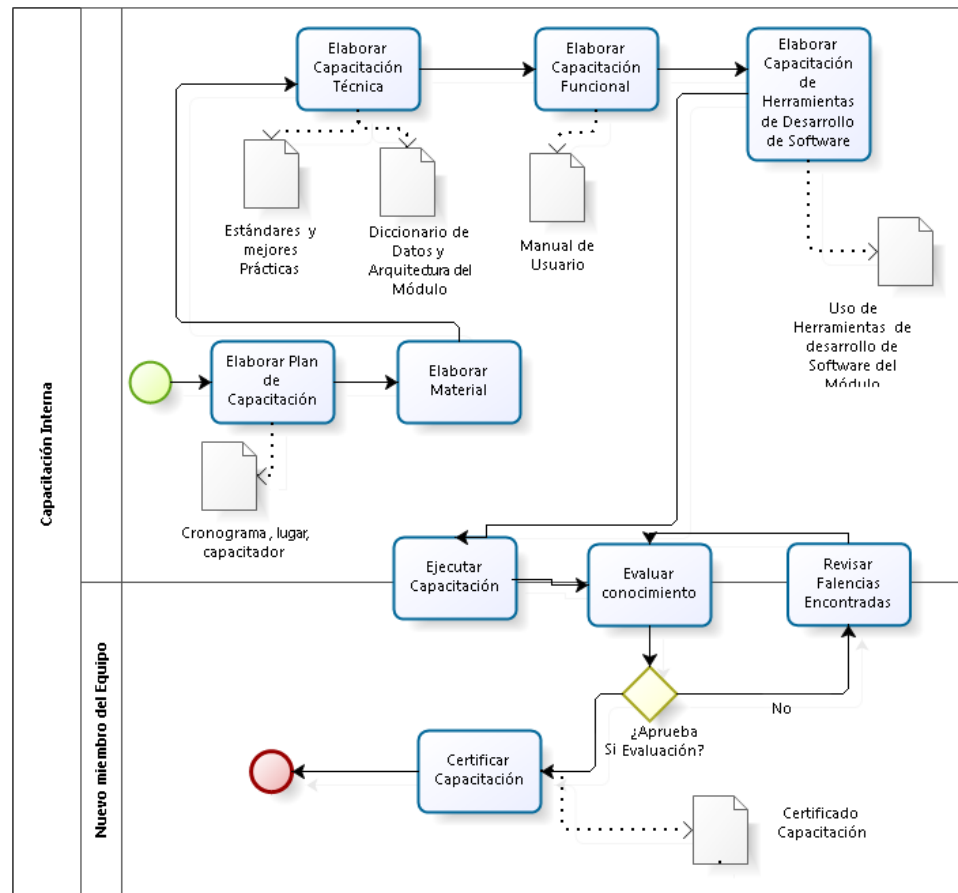 Capacitación Interna
Elaborar
Capacitación
Técnica
Elaborar
Capacitación
Funcional
Elaborar
Capacitación
de
Herramientas
de Desarrollo
de Software
Estándares y
mejores
Prácticas
Diccionario de
Datos y
Arquitectura del
Módulo
Manual de
Usuario
Uso de
Herramientas de
desarrollo de
Software del
Módulo
Elaborar Plan
de
Capacitación
Elaborar
Material
Cronograma, lugar,
capacitador
Ejecutar
Capacitación
Evaluar
conocimiento
Revisar
Falencias
Encontradas
Nuevo miembro del Equipo
No
¿Aprueba
Si Evaluación?
Certificar
Capacitación
Certificado
Capacitación